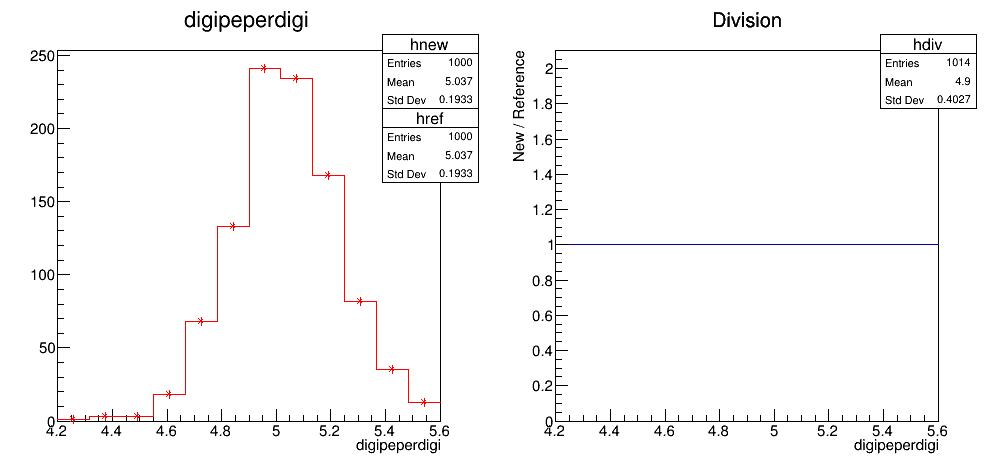 digipeperdigi
hnew
Entries 1000
Mean 5.037
Std Dev 0.1933
href
Entries 1000
Mean 5.037
Std Dev 0.1933
250
200
150
100
50
0
4.2 4.4 4.6 4.8 5 5.2 5.4 5.6
digipeperdigi
Division
hdiv
Entries 1014
Mean 4.9
Std Dev 0.4027
New / Reference
2
1.8
1.6
1.4
1.2
1
0.8
0.6
0.4
0.2
0
4.2 4.4 4.6 4.8 5 5.2 5.4 5.6
digipeperdigi